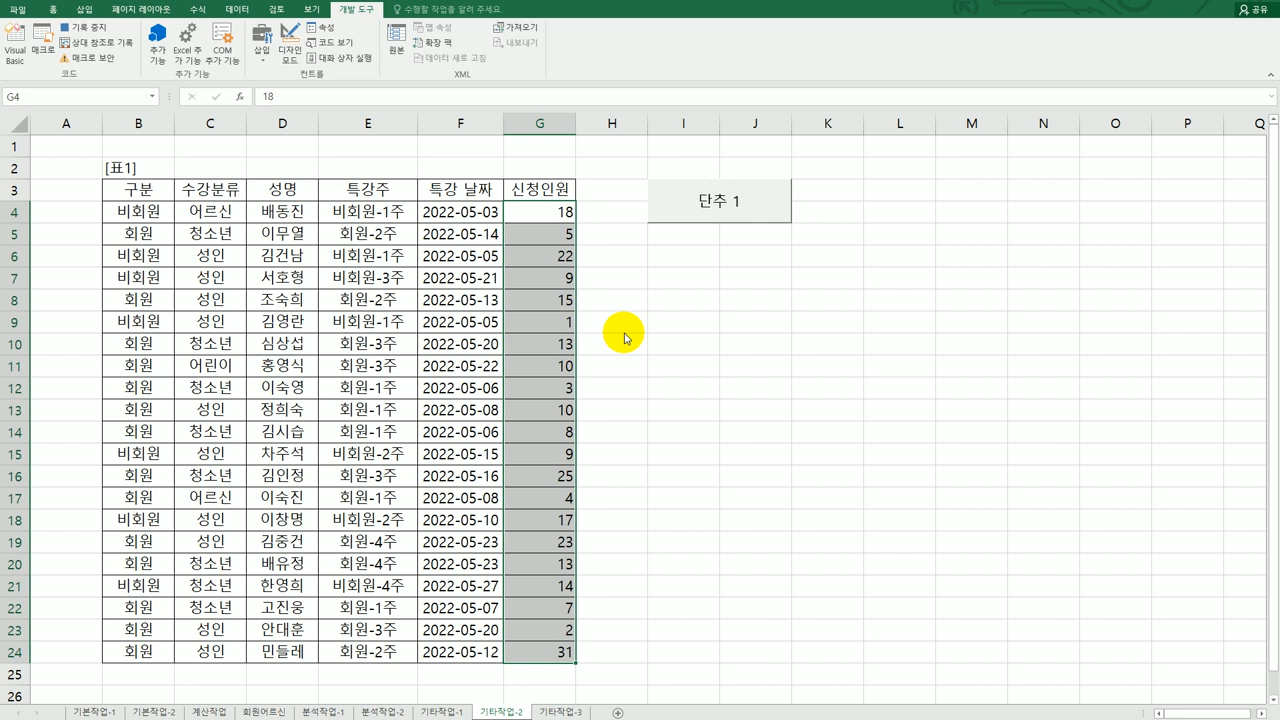 파일 홈 삽입 페이지 레이아웃 수식 데이터 검토 보기 개발 도구 수행할 작업을 알려 주세요. 공유
Visual Basic
매크로
기록 중지
상대 참조로 기록
매크로 보안
코드
추가 기능
Excel 추가 기능
COM 추가 기능
추가 기능
삽입
디자인 모드
속성
코드 보기
대화 상자 실행
컨트롤
원본
맵 속성
확장 팩
데이터 새로 고침
가져오기
내보내기
XML
G4 fx 18
A B C D E F G H I J K L M N O P Q
1
2 [표1]
3 구분 수강분류 성명 특강주 특강 날짜 신청인원
단추 1
4 비회원 어르신 배동진 비회원-1주 2022-05-03 18
5 회원 청소년 이무열 회원-2주 2022-05-14 5
6 비회원 성인 김건남 비회원-1주 2022-05-05 22
7 비회원 성인 서호형 비회원-3주 2022-05-21 9
8 회원 성인 조숙희 회원-2주 2022-05-13 15
9 비회원 성인 김영란 비회원-1주 2022-05-05 1
10 회원 청소년 심상섭 회원-3주 2022-05-20 13
11 회원 어린이 홍영식 회원-3주 2022-05-22 10
12 회원 청소년 이숙영 회원-1주 2022-05-06 3
13 회원 성인 정희숙 회원-1주 2022-05-08 10
14 회원 청소년 김시습 회원-1주 2022-05-06 8
15 비회원 성인 차주석 비회원-2주 2022-05-15 9
16 회원 청소년 김인정 회원-3주 2022-05-16 25
17 회원 어르신 이숙진 회원-1주 2022-05-08 4
18 비회원 성인 이창명 비회원-2주 2022-05-10 17
19 회원 성인 김중건 회원-4주 2022-05-23 23
20 회원 청소년 배유정 회원-4주 2022-05-23 13
21 비회원 청소년 한영희 비회원-4주 2022-05-27 14
22 회원 청소년 고진웅 회원-1주 2022-05-07 7
23 회원 성인 안대훈 회원-3주 2022-05-20 2
24 회원 성인 민들레 회원-2주 2022-05-12 31
25
26
기본작업-1 기본작업-2 계산작업 회원어르신 분석작업-1 분석작업-2 기타작업-1 기타작업-2 기타작업-3